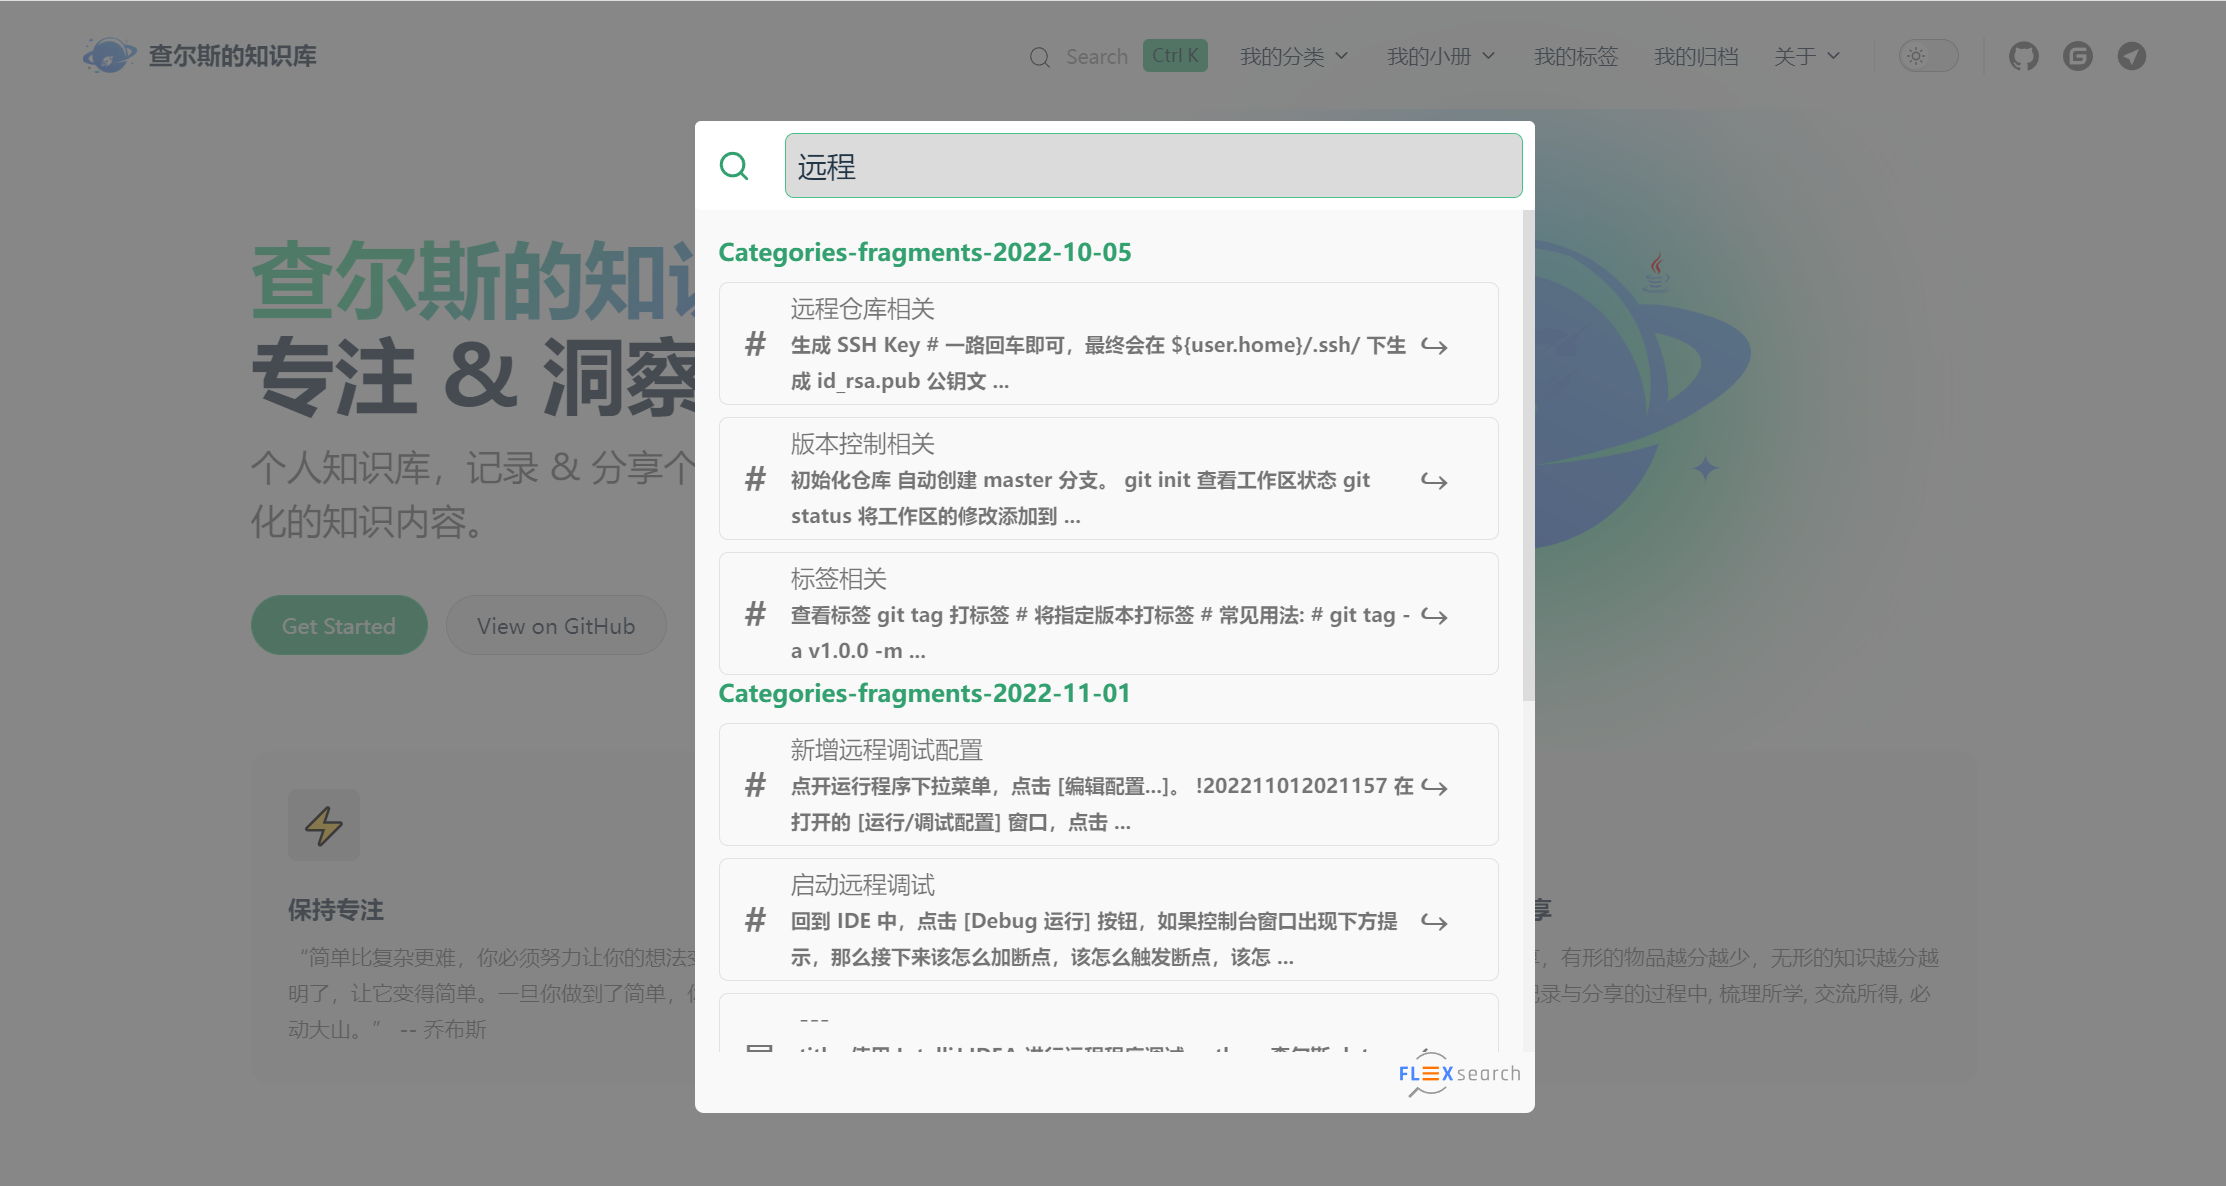 查尔斯的知识库
Search
Ctrl K
我的分类
我的小册
我的标签
我的归档
关于
远程
Categories-fragments-2022-10-05
远程仓库相关
# 生成 SSH Key # 一路回车即可，最终会在 ${user.home}/.ssh/ 下生
成 id_rsa.pub 公钥文 ...
版本控制相关
# 初始化仓库 自动创建 master 分支。 git init 查看工作区状态 git
status 将工作区的修改添加到 ...
标签相关
# 查看标签 git tag 打标签 # 将指定版本打标签 # 常见用法: # git tag -
a v1.0.0 -m ...
Categories-fragments-2022-11-01
新增远程调试配置
# 点开运行程序下拉菜单，点击 [编辑配置...]。 !202211012021157 在
打开的 [运行/调试配置] 窗口，点击 ...
启动远程调试
# 回到 IDE 中，点击 [Debug 运行] 按钮，如果控制台窗口出现下方提
示，那么接下来该怎么加断点，该怎么触发断点，该怎 ...
---
FLEXsearch
查尔斯的知
专注 & 洞察
个人知识库，记录 & 分享个
化的知识内容。
Get Started
View on GitHub
保持专注
“简单比复杂更难，你必须努力让你的想法
明了，让它变得简单。一旦你做到了简单，
动大山。” -- 乔布斯
享
，有形的物品越分越少，无形的知识越分越
录与分享的过程中, 梳理所学, 交流所得, 必